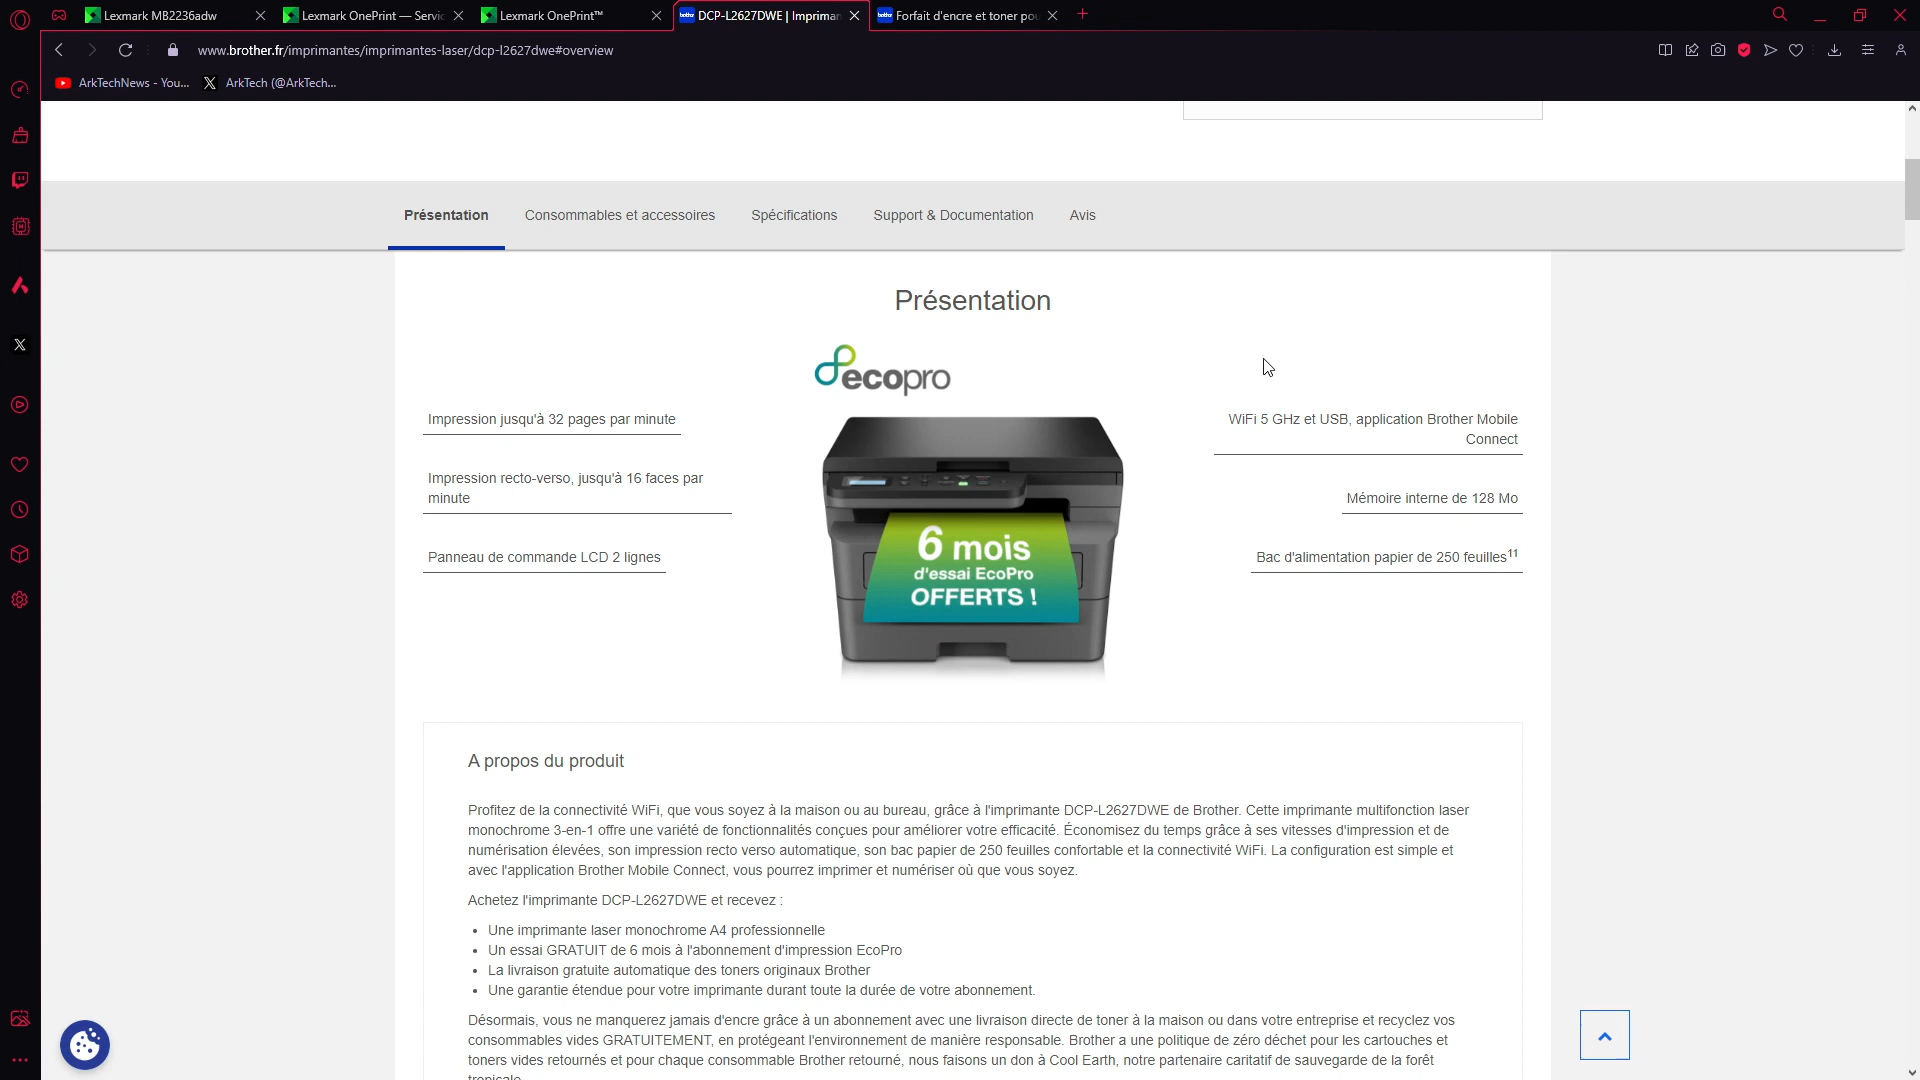 Lexmark MB2236adw
Lexmark OnePrint — Servic
Lexmark OnePrint™
brother DCP-L2627DWE | Impriman
brother Forfait d'encre et toner pou
www.brother.fr/imprimantes/imprimantes-laser/dcp-l2627dwe#overview
ArkTechNews - You...
X ArkTech (@ArkTech...
Présentation
Consommables et accessoires
Spécifications
Support & Documentation
Avis
Présentation
ecopro
Impression jusqu'à 32 pages par minute
Impression recto-verso, jusqu'à 16 faces par
minute
Panneau de commande LCD 2 lignes
6 mois
d'essai EcoPro
OFFERTS !
WiFi 5 GHz et USB, application Brother Mobile
Connect
Mémoire interne de 128 Mo
Bac d'alimentation papier de 250 feuilles¹¹
A propos du produit
Profitez de la connectivité WiFi, que vous soyez à la maison ou au bureau, grâce à l'imprimante DCP-L2627DWE de Brother. Cette imprimante multifonction laser
monochrome 3-en-1 offre une variété de fonctionnalités conçues pour améliorer votre efficacité. Économisez du temps grâce à ses vitesses d'impression et de
numérisation élevées, son impression recto verso automatique, son bac papier de 250 feuilles confortable et la connectivité WiFi. La configuration est simple et
avec l'application Brother Mobile Connect, vous pourrez imprimer et numériser où que vous soyez.
Achetez l'imprimante DCP-L2627DWE et recevez :
• Une imprimante laser monochrome A4 professionnelle
• Un essai GRATUIT de 6 mois à l'abonnement d'impression EcoPro
• La livraison gratuite automatique des toners originaux Brother
• Une garantie étendue pour votre imprimante durant toute la durée de votre abonnement.
Désormais, vous ne manquerez jamais d'encre grâce à un abonnement avec une livraison directe de toner à la maison ou dans votre entreprise et recyclez vos
consommables vides GRATUITEMENT, en protégeant l'environnement de manière responsable. Brother a une politique de zéro déchet pour les cartouches et
toners vides retournés et pour chaque consommable Brother retourné, nous faisons un don à Cool Earth, notre partenaire caritatif de sauvegarde de la forêt
tropicale